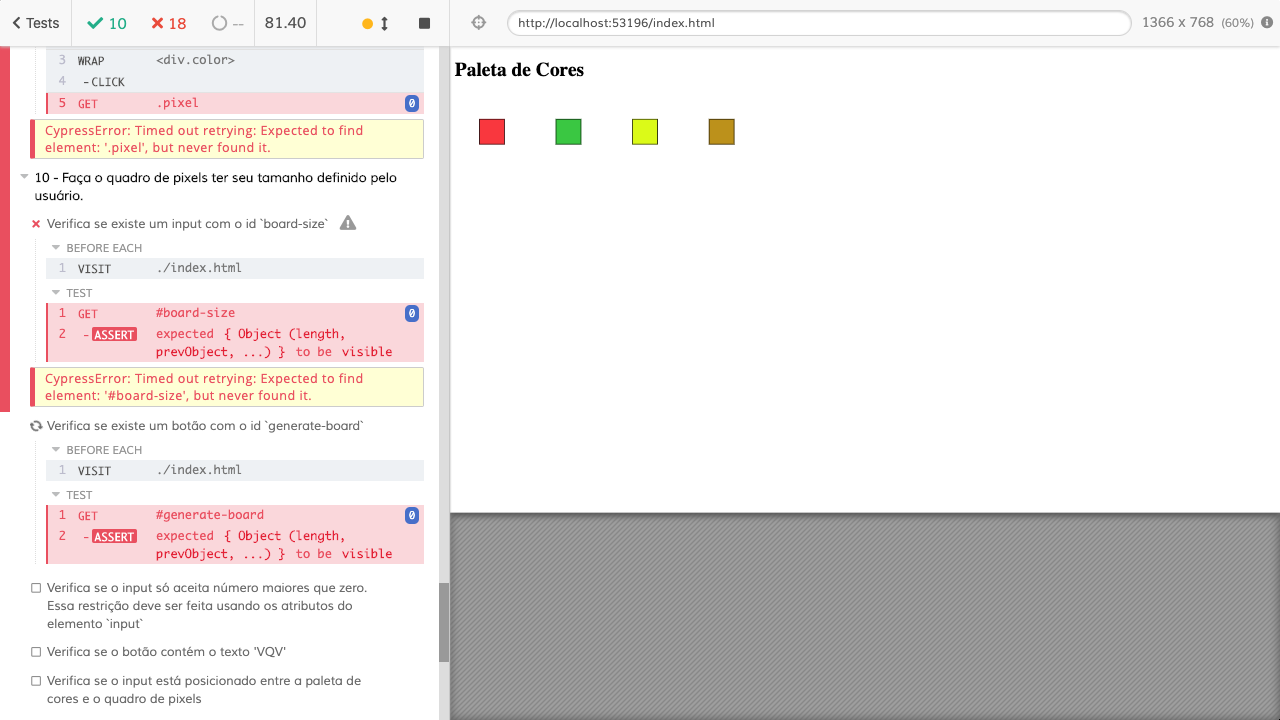 Tests
10
18
--
81.40
http://localhost:53196/index.html
1366 x 768 (60%)
3 WRAP <div.color>
4 -CLICK
5 GET .pixel 0
CypressError: Timed out retrying: Expected to find
element: '.pixel', but never found it.
10 - Faça o quadro de pixels ter seu tamanho definido pelo
usuário.
Verifica se existe um input com o id `board-size`
BEFORE EACH
1 VISIT ./index.html
TEST
1 GET #board-size 0
2 -ASSERT expected { Object (length,
prevObject, ...) } to be visible
CypressError: Timed out retrying: Expected to find
element: '#board-size', but never found it.
Verifica se existe um botão com o id `generate-board`
BEFORE EACH
1 VISIT ./index.html
TEST
1 GET #generate-board 0
2 -ASSERT expected { Object (length,
prevObject, ...) } to be visible
Verifica se o input só aceita número maiores que zero.
Essa restrição deve ser feita usando os atributos do
elemento `input`
Verifica se o botão contém o texto 'VQV'
Verifica se o input está posicionado entre a paleta de
cores e o quadro de pixels
Paleta de Cores